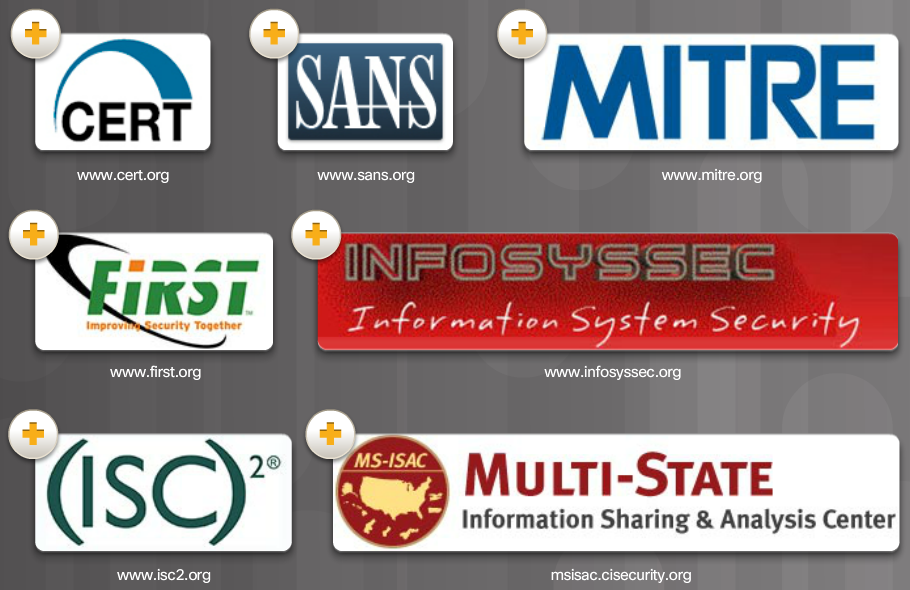 CERT
www.cert.org
SANS
www.sans.org
MITRE
www.mitre.org
FiRST™
Improving Security Together
www.first.org
INFOSYSSEC
Information System Security
www.infosyssec.org
(ISC)²®
www.isc2.org
MS-ISAC
MULTI-STATE
Information Sharing & Analysis Center
msisac.cisecurity.org